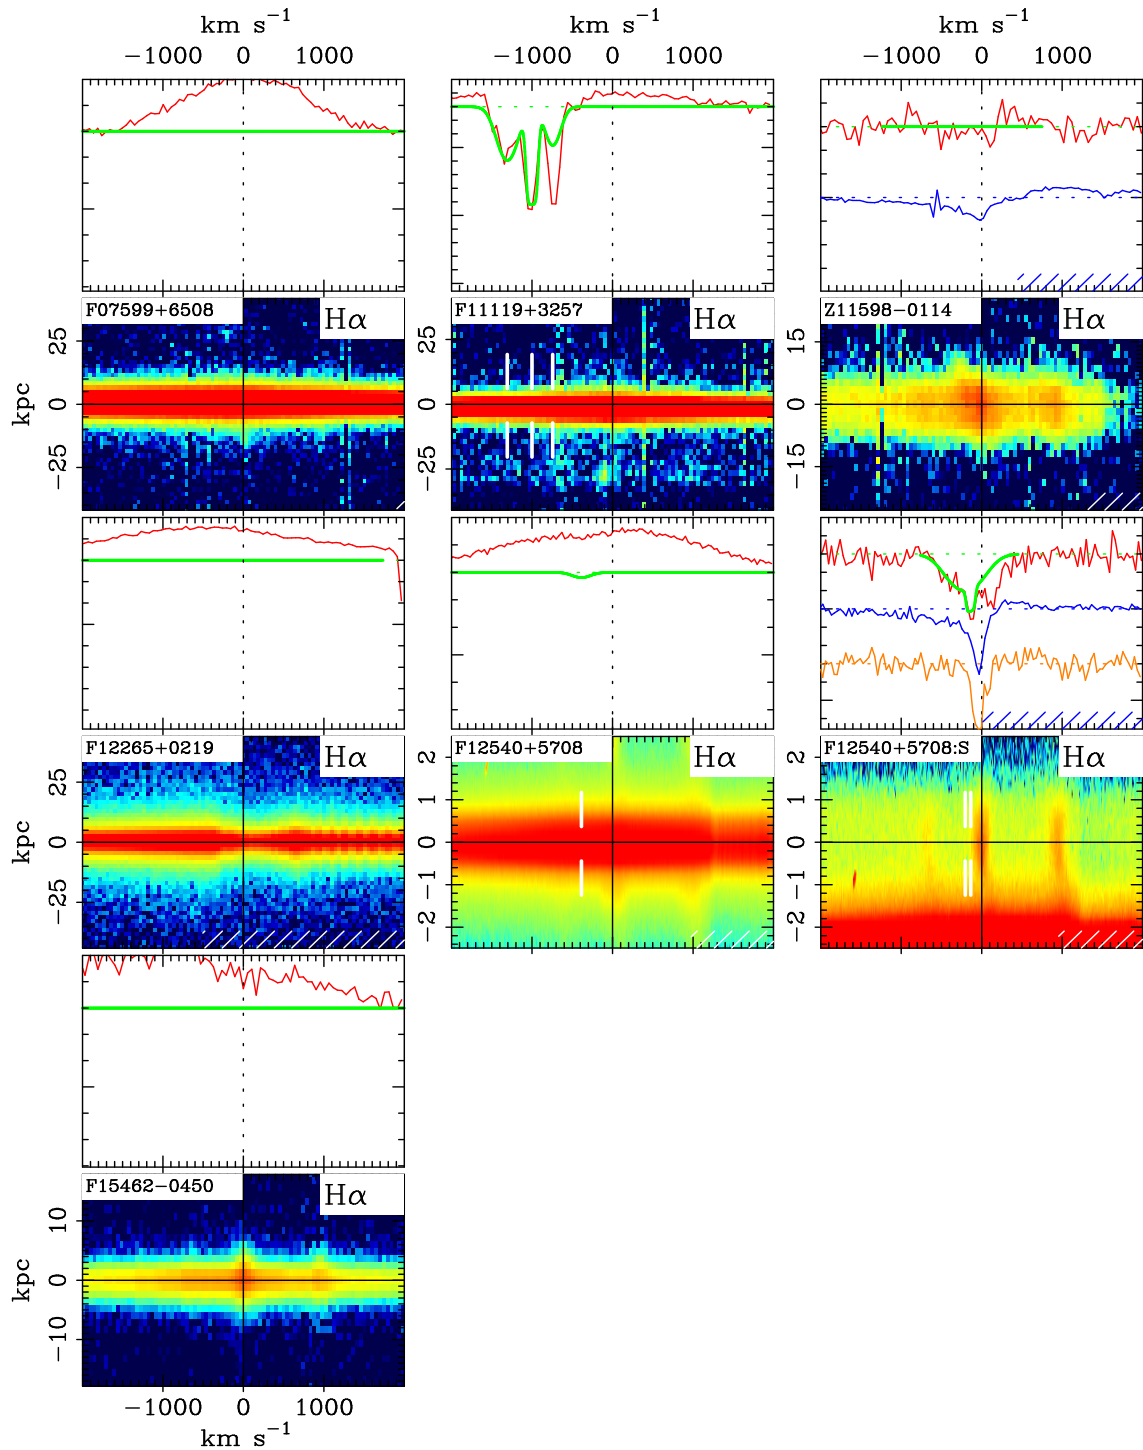 km s−1 km s−1 km s−1
−1000 0 1000 −1000 0 1000 −1000 0 1000
F07599+6508 Hα F11119+3257 Hα Z11598−0114 Hα
kpc 25 0 −25 25 0 −25 15 0 −15
F12265+0219 Hα F12540+5708 Hα F12540+5708:S Hα
kpc 25 0 −25 2 1 0 −1 −2 2 1 0 −1 −2
F15462−0450 Hα
kpc 10 0 −10
−1000 0 1000
km s−1